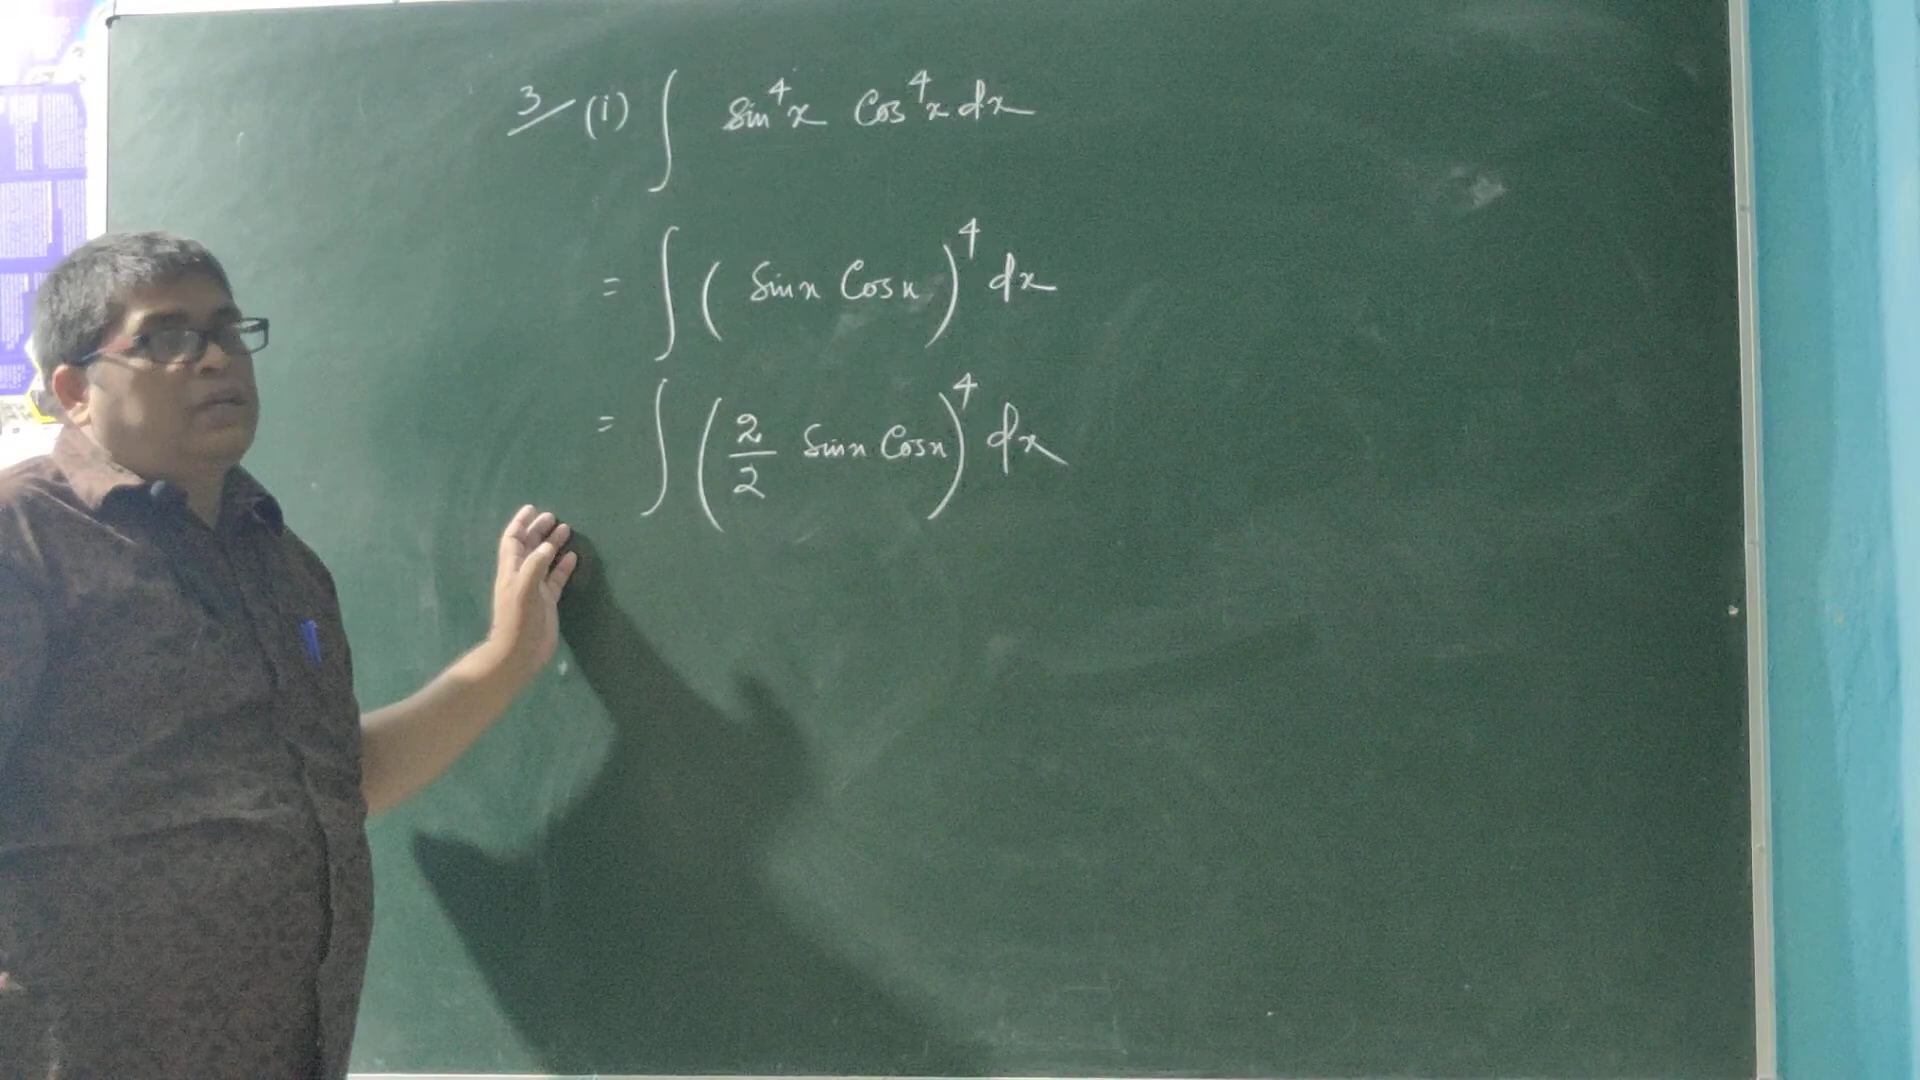 3/ (i) ∫ Sin⁴x Cos⁴x dx
= ∫ ( Sinx Cosx )⁴ dx
= ∫ ( 2/2 Sinx Cosx )⁴ dx